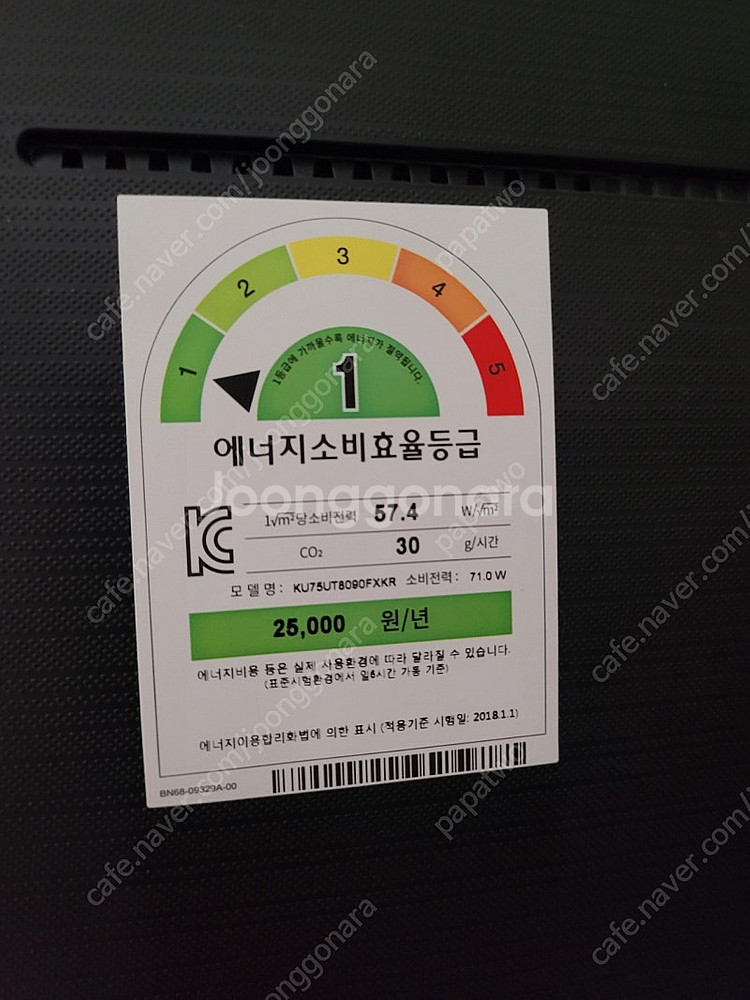 3
2
4
1
5
1등급에 가까울수록 에너지가 절약됩니다.
1
에너지소비효율등급
Joonggonara
1√m²당소비전력 57.4 W/√m²
CO₂ 30 g/시간
모델명: KU75UT8090FXKR 소비전력: 71.0 W
25,000 원/년
에너지비용 등은 실제 사용환경에 따라 달라질 수 있습니다.
(표준시험환경에서 일6시간 가동 기준)
에너지이용합리화법에 의한 표시 (적용기준 시행일: 2018.1.1)
BN68-09329A-00
cafe.naver.com/joonggonara
papatwo